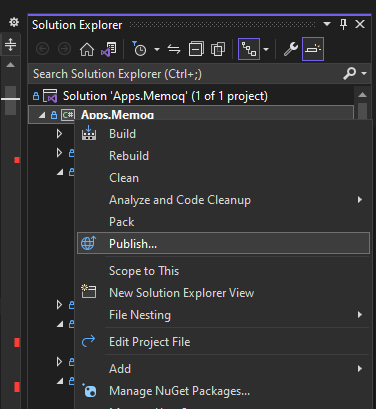 Solution Explorer
Search Solution Explorer (Ctrl+;)
Solution 'Apps.Memoq' (1 of 1 project)
C# Apps.Memoq
Build
Rebuild
Clean
Analyze and Code Cleanup
Pack
Publish...
Scope to This
New Solution Explorer View
File Nesting
Edit Project File
Add
Manage NuGet Packages...